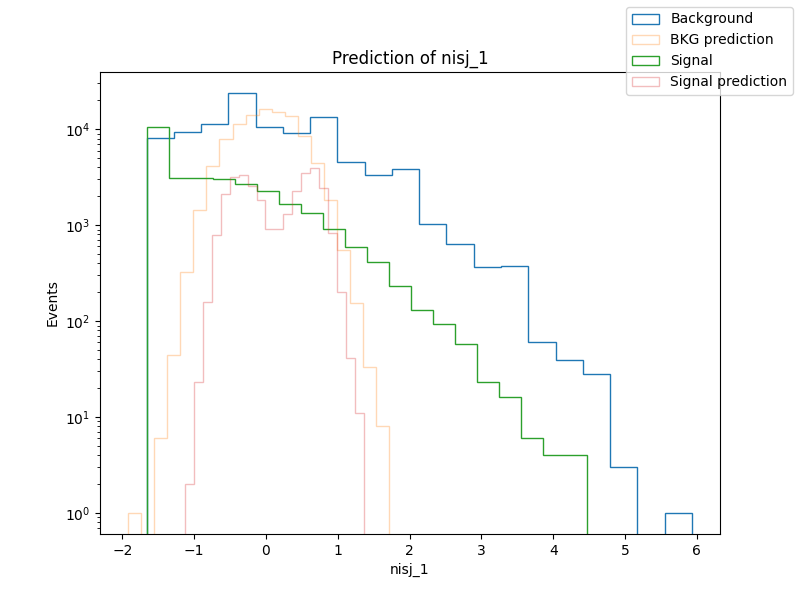 Prediction of nisj_1
Background
BKG prediction
Signal
Signal prediction
Events
10^4
10^3
10^2
10^1
10^0
−2 −1 0 1 2 3 4 5 6
nisj_1